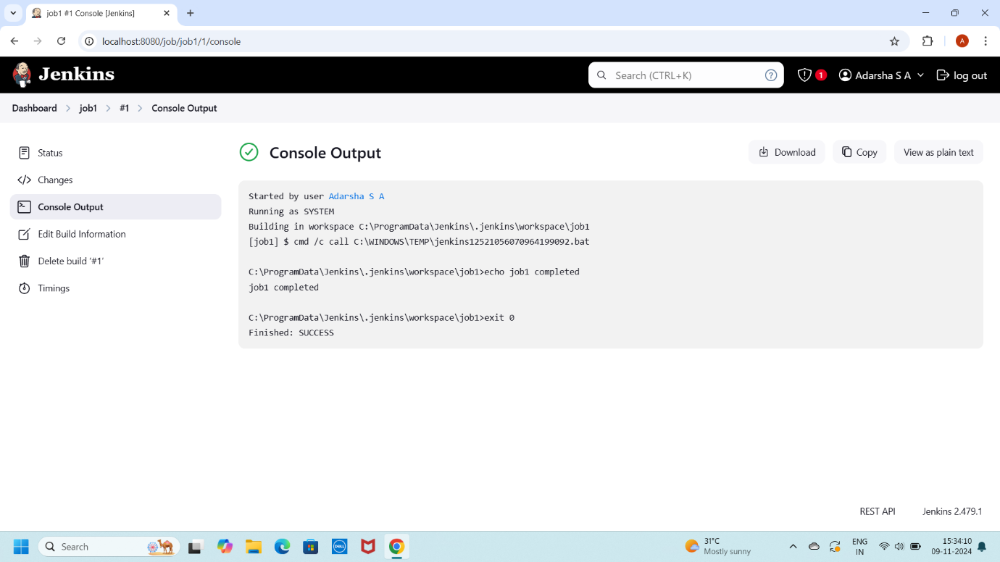 job1 #1 Console [Jenkins]
localhost:8080/job/job1/1/console
A
Jenkins
Search (CTRL+K)
?
1
Adarsha S A
log out
Dashboard > job1 > #1 > Console Output
Status
Changes
Console Output
Edit Build Information
Delete build ‘#1’
Timings
Console Output
Download
Copy
View as plain text
Started by user Adarsha S A
Running as SYSTEM
Building in workspace C:\ProgramData\Jenkins\.jenkins\workspace\job1
[job1] $ cmd /c call C:\WINDOWS\TEMP\jenkins12521056070964199092.bat
C:\ProgramData\Jenkins\.jenkins\workspace\job1>echo job1 completed
job1 completed
C:\ProgramData\Jenkins\.jenkins\workspace\job1>exit 0
Finished: SUCCESS
REST API
Jenkins 2.479.1
Search
DELL
31°C
Mostly sunny
ENG
IN
15:34:10
09-11-2024